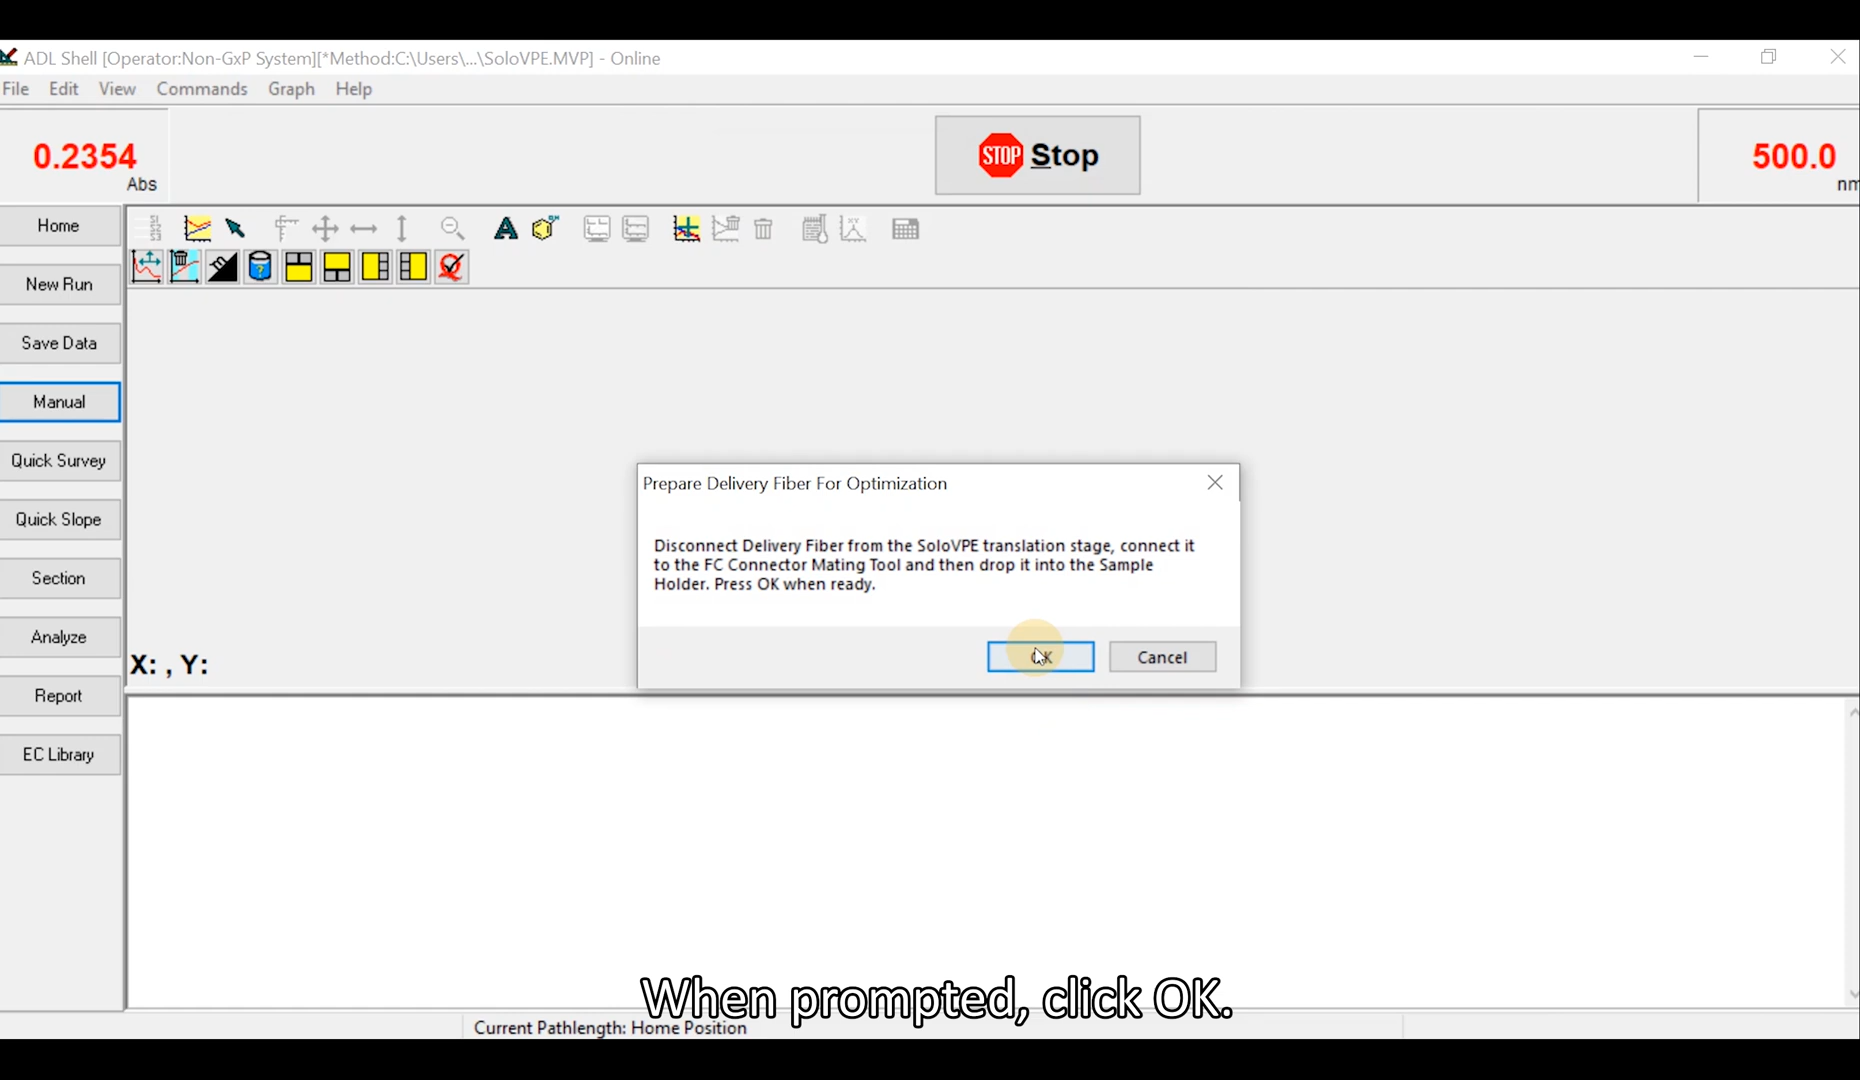 ADL Shell [Operator:Non-GxP System][*Method:C:\Users\...\SoloVPE.MVP] - Online
File Edit View Commands Graph Help
0.2354
Abs
STOP Stop
500.0
nm
Home
New Run
Save Data
Manual
Quick Survey
Quick Slope
Section
Analyze
Report
EC Library
X: , Y:
Prepare Delivery Fiber For Optimization
Disconnect Delivery Fiber from the SoloVPE translation stage, connect it
to the FC Connector Mating Tool and then drop it into the Sample
Holder. Press OK when ready.
OK Cancel
When prompted, click OK.
Current Pathlength: Home Position